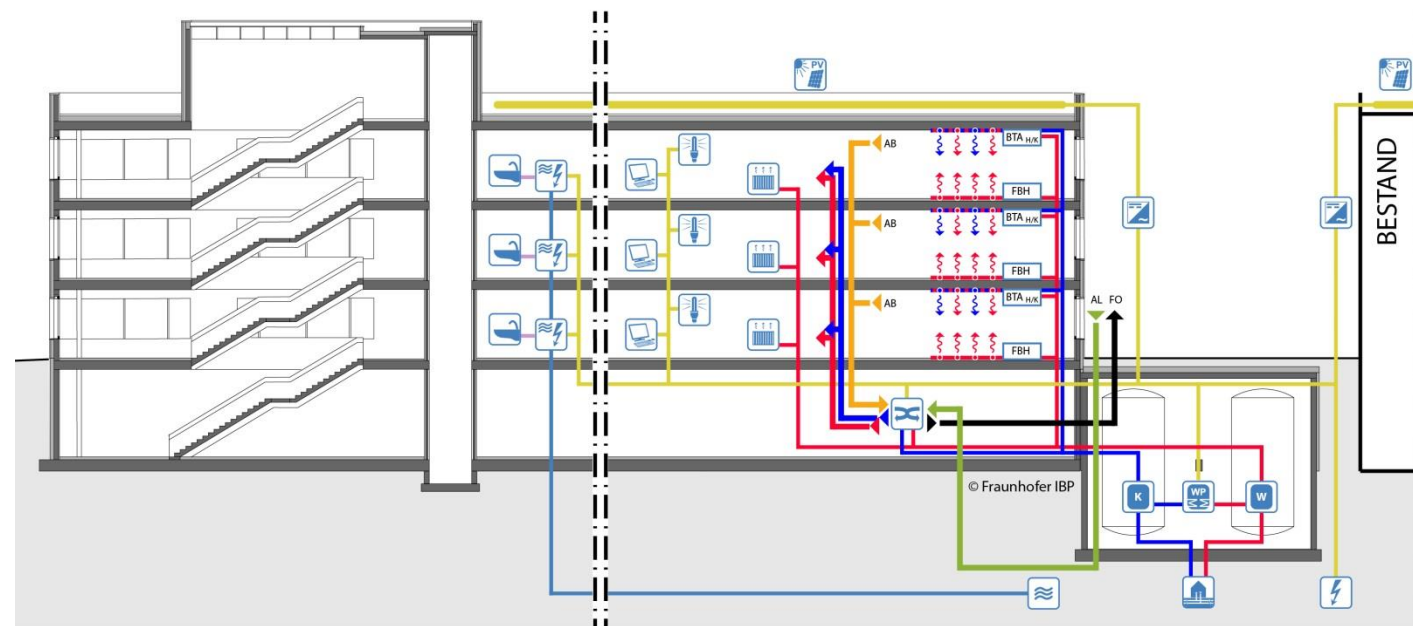 PV
PV
AB
BTA H/K
FBH
AB
BTA H/K
FBH
AB
BTA H/K
FBH
AL FO
BESTAND
© Fraunhofer IBP
K
WP
W